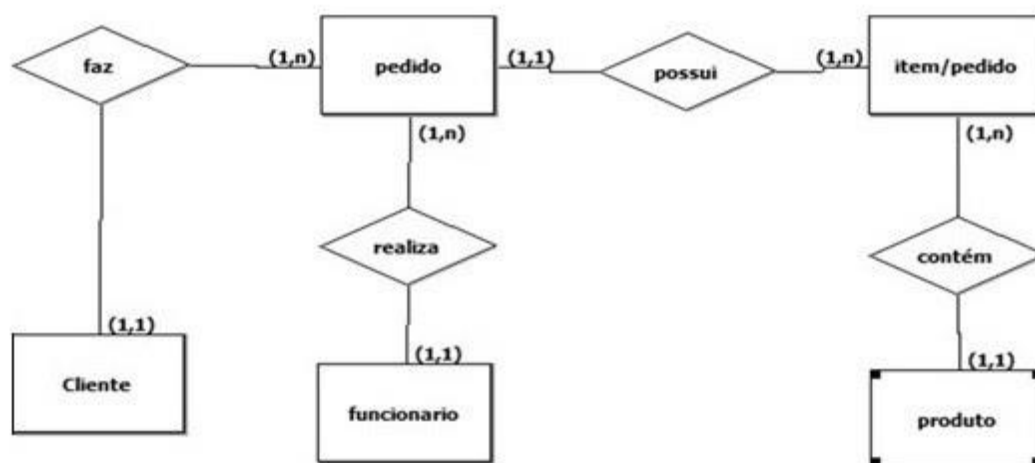 faz
(1,n)
pedido
(1,1)
possui
(1,n)
item/pedido
(1,n)
(1,n)
realiza
contém
(1,1)
Cliente
(1,1)
funcionario
(1,1)
produto